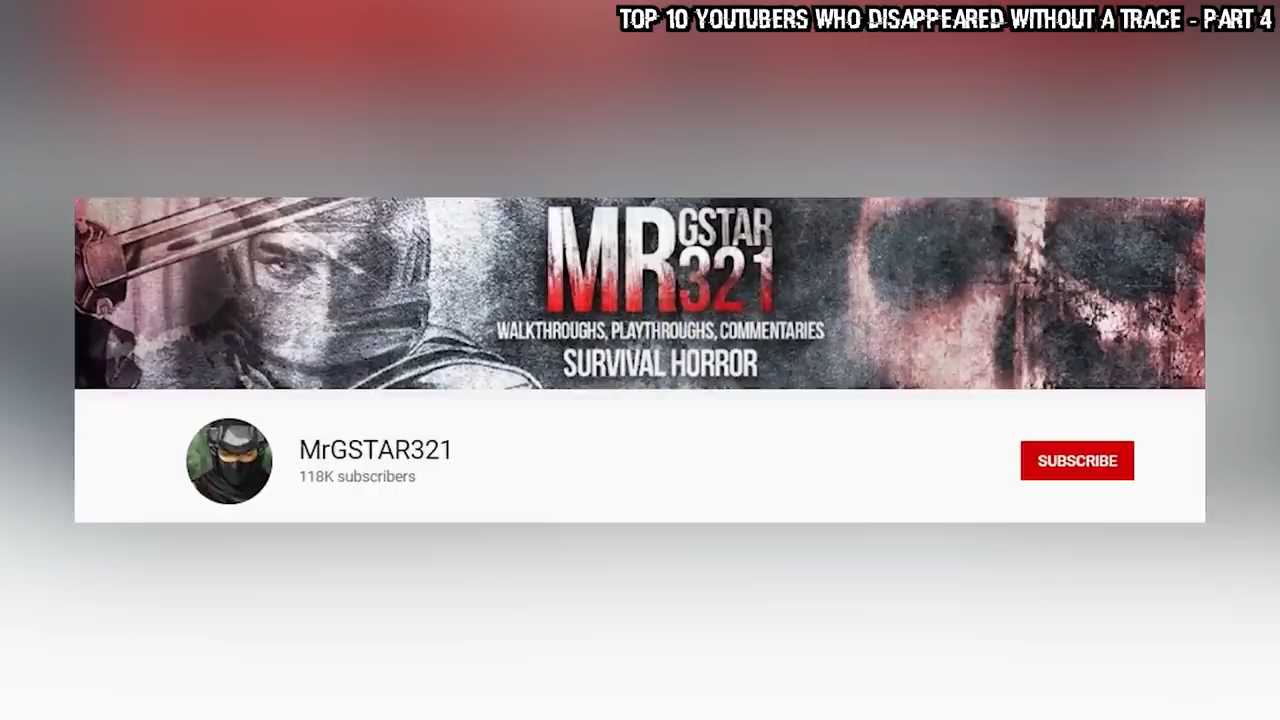 TOP 10 YOUTUBERS WHO DISAPPEARED WITHOUT A TRACE - PART 4
MR GSTAR
321
WALKTHROUGHS, PLAYTHROUGHS, COMMENTARIES
SURVIVAL HORROR
MrGSTAR321
118K subscribers
SUBSCRIBE